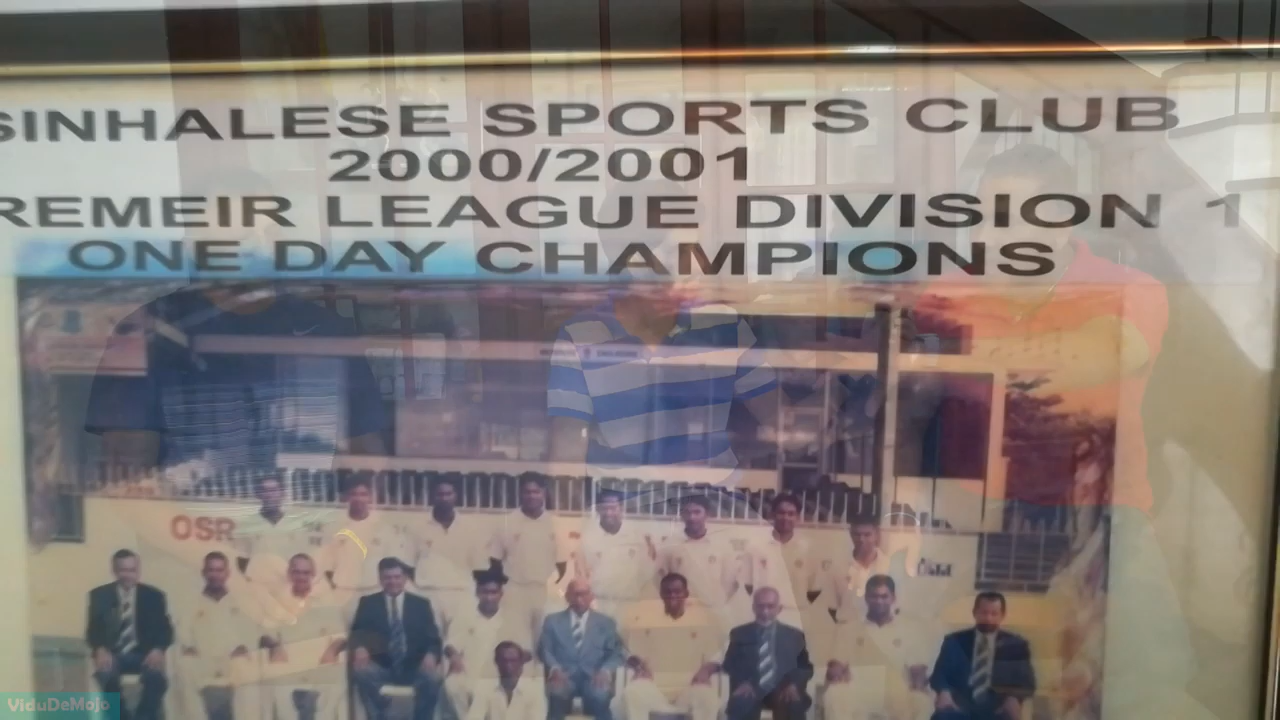 SINHALESE SPORTS CLUB
2000/2001
REMEIR LEAGUE DIVISION 1
ONE DAY CHAMPIONS
OSR
ViduDeMojo